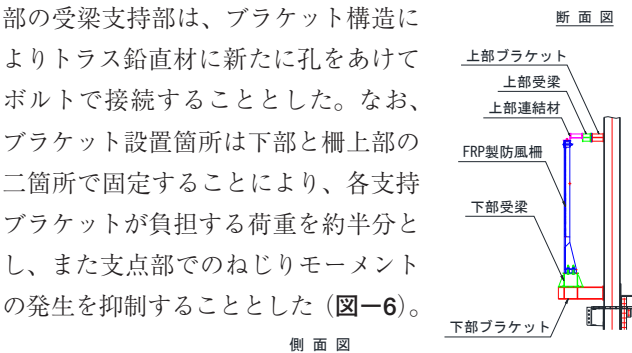 部の受梁支持部は、ブラケット構造に
よりトラス鉛直材に新たに孔をあけて
ボルトで接続することとした。なお、
ブラケット設置箇所は下部と柵上部の
二箇所で固定することにより、各支持
ブラケットが負担する荷重を約半分と
し、また支点部でのねじりモーメント
の発生を抑制することとした（図ー6）。
側面図
断面図
上部ブラケット
上部受梁
上部連結材
FRP製防風柵
下部受梁
下部ブラケット